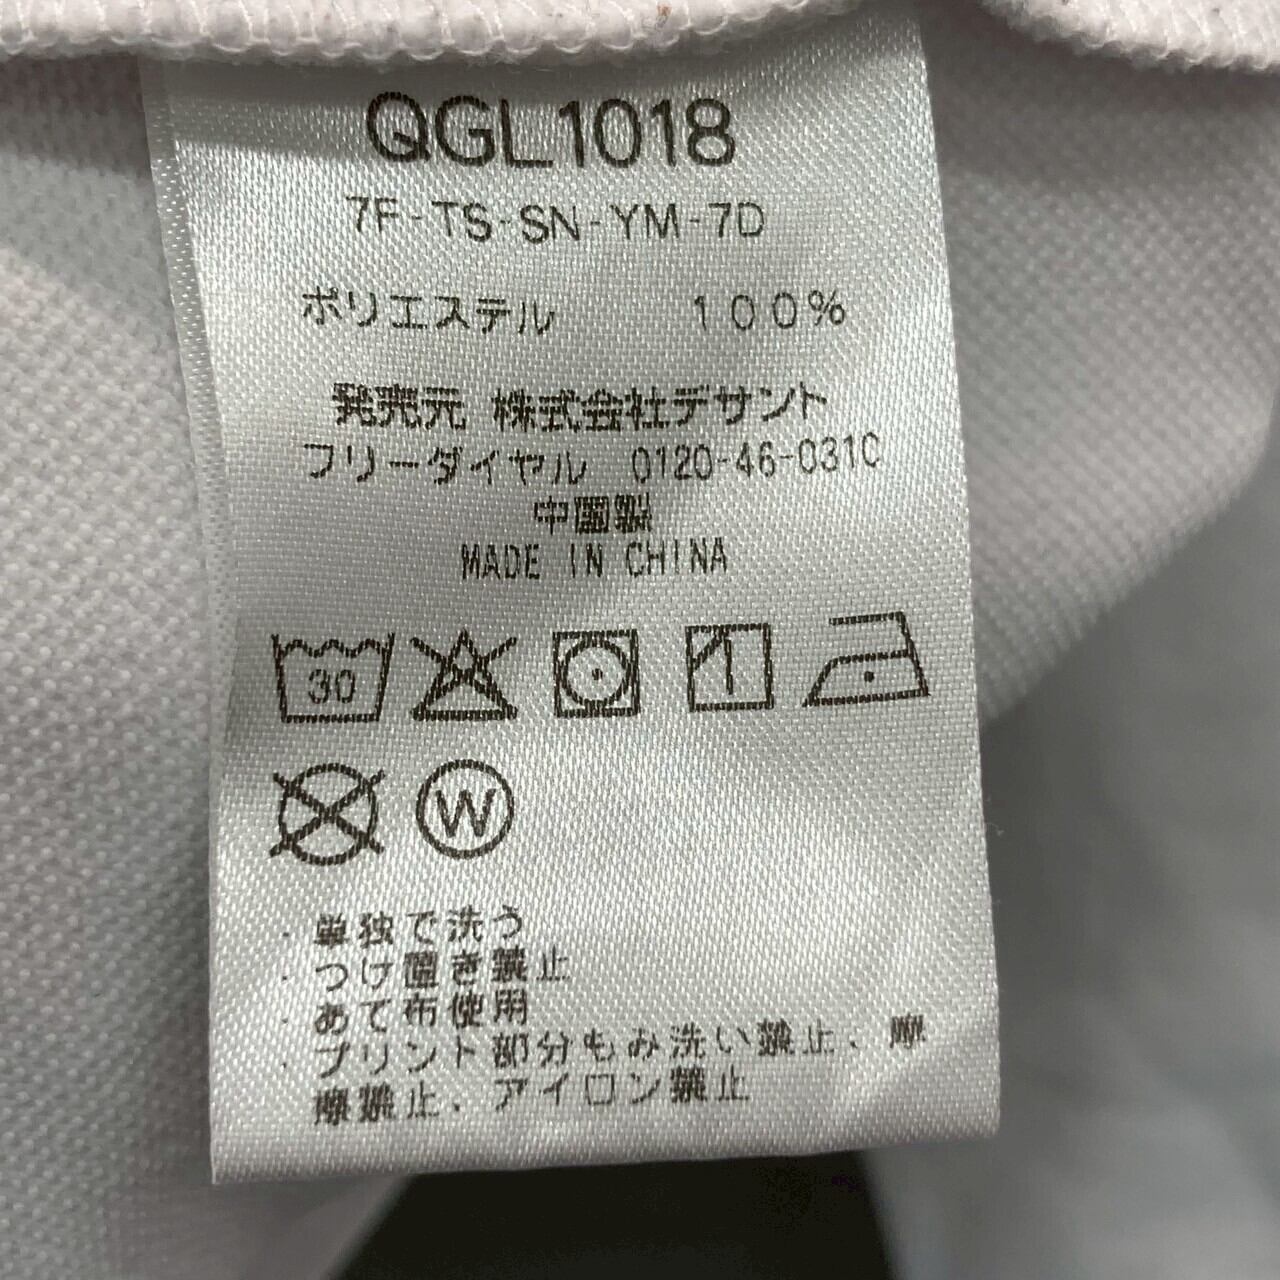 QGL1018
7F-TS-SN-YM-7D
ポリエステル 100%
発売元 株式会社デサント
フリーダイヤル 0120-46-0310
中国製
MADE IN CHINA
30
W
・単独で洗う
・つけ置き禁止
・あて布使用
・プリント部分もみ洗い禁止、摩
摩禁止、アイロン禁止